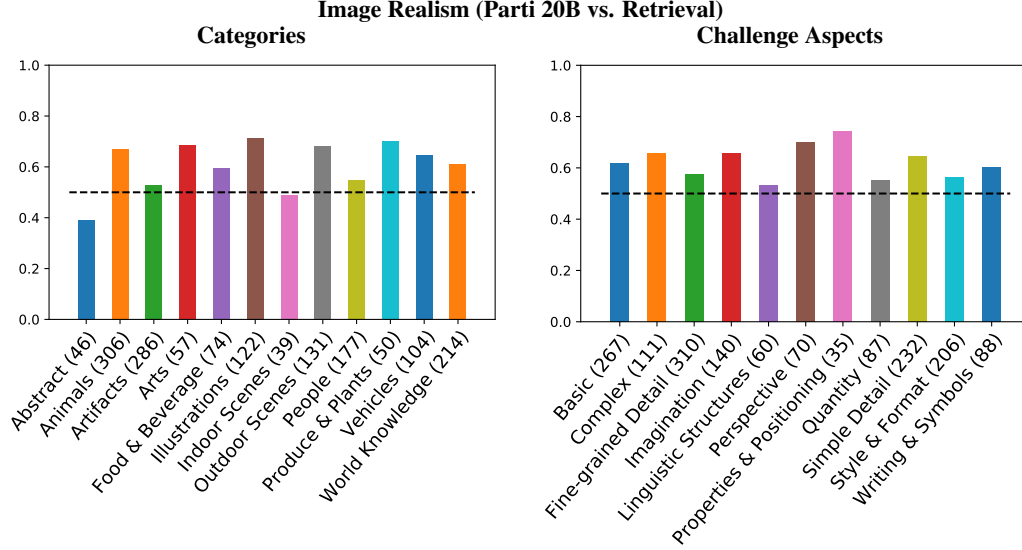 Image Realism (Parti 20B vs. Retrieval)
Categories
1.0
0.8
0.6
0.4
0.2
0.0
Abstract (46)
Animals (306)
Artifacts (286)
Arts (57)
Food & Beverage (74)
Illustrations (122)
Indoor Scenes (39)
Outdoor Scenes (131)
People (177)
Produce & Plants (50)
Vehicles (104)
World Knowledge (214)
Challenge Aspects
1.0
0.8
0.6
0.4
0.2
0.0
Basic (267)
Complex (111)
Fine-grained Detail (310)
Imagination (140)
Linguistic Structures (60)
Perspective (70)
Properties & Positioning (35)
Quantity (87)
Simple Detail (232)
Style & Format (206)
Writing & Symbols (88)